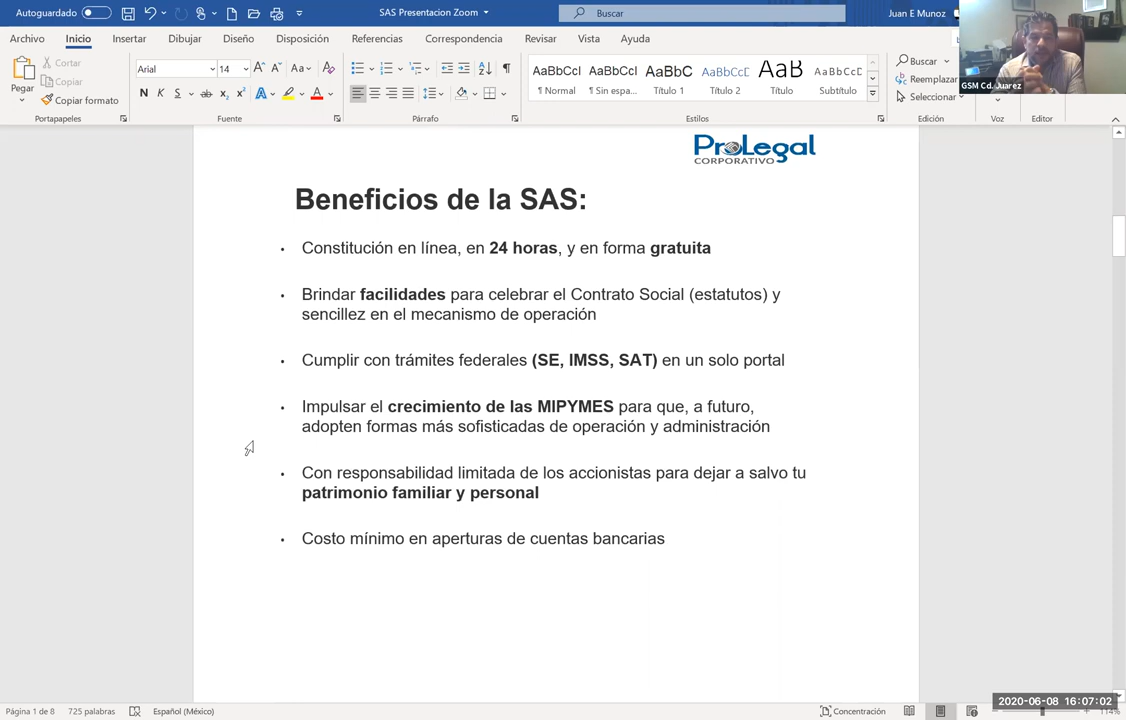 Autoguardado
SAS Presentacion Zoom
Buscar
Juan E Munoz
Archivo Inicio Insertar Dibujar Diseño Disposición Referencias Correspondencia Revisar Vista Ayuda
Pegar
Cortar
Copiar
Copiar formato
Portapapeles
Arial 14
N K S ab x₂ x² A A
Fuente
Párrafo
AaBbCcI AaBbCcI AaBbC AaBbCcD AaB AaBbCcD
¶ Normal ¶ Sin espa... Título 1 Título 2 Título Subtítulo
Estilos
Buscar
Reemplazar
Seleccionar
Edición
Voz
Editor
GSM Cd. Juarez
ProLegal
CORPORATIVO
Beneficios de la SAS:
• Constitución en línea, en 24 horas, y en forma gratuita
• Brindar facilidades para celebrar el Contrato Social (estatutos) y
sencillez en el mecanismo de operación
• Cumplir con trámites federales (SE, IMSS, SAT) en un solo portal
• Impulsar el crecimiento de las MIPYMES para que, a futuro,
adopten formas más sofisticadas de operación y administración
• Con responsabilidad limitada de los accionistas para dejar a salvo tu
patrimonio familiar y personal
• Costo mínimo en aperturas de cuentas bancarias
Página 1 de 8 725 palabras Español (México)
Concentración
114%
2020-06-08 16:07:02